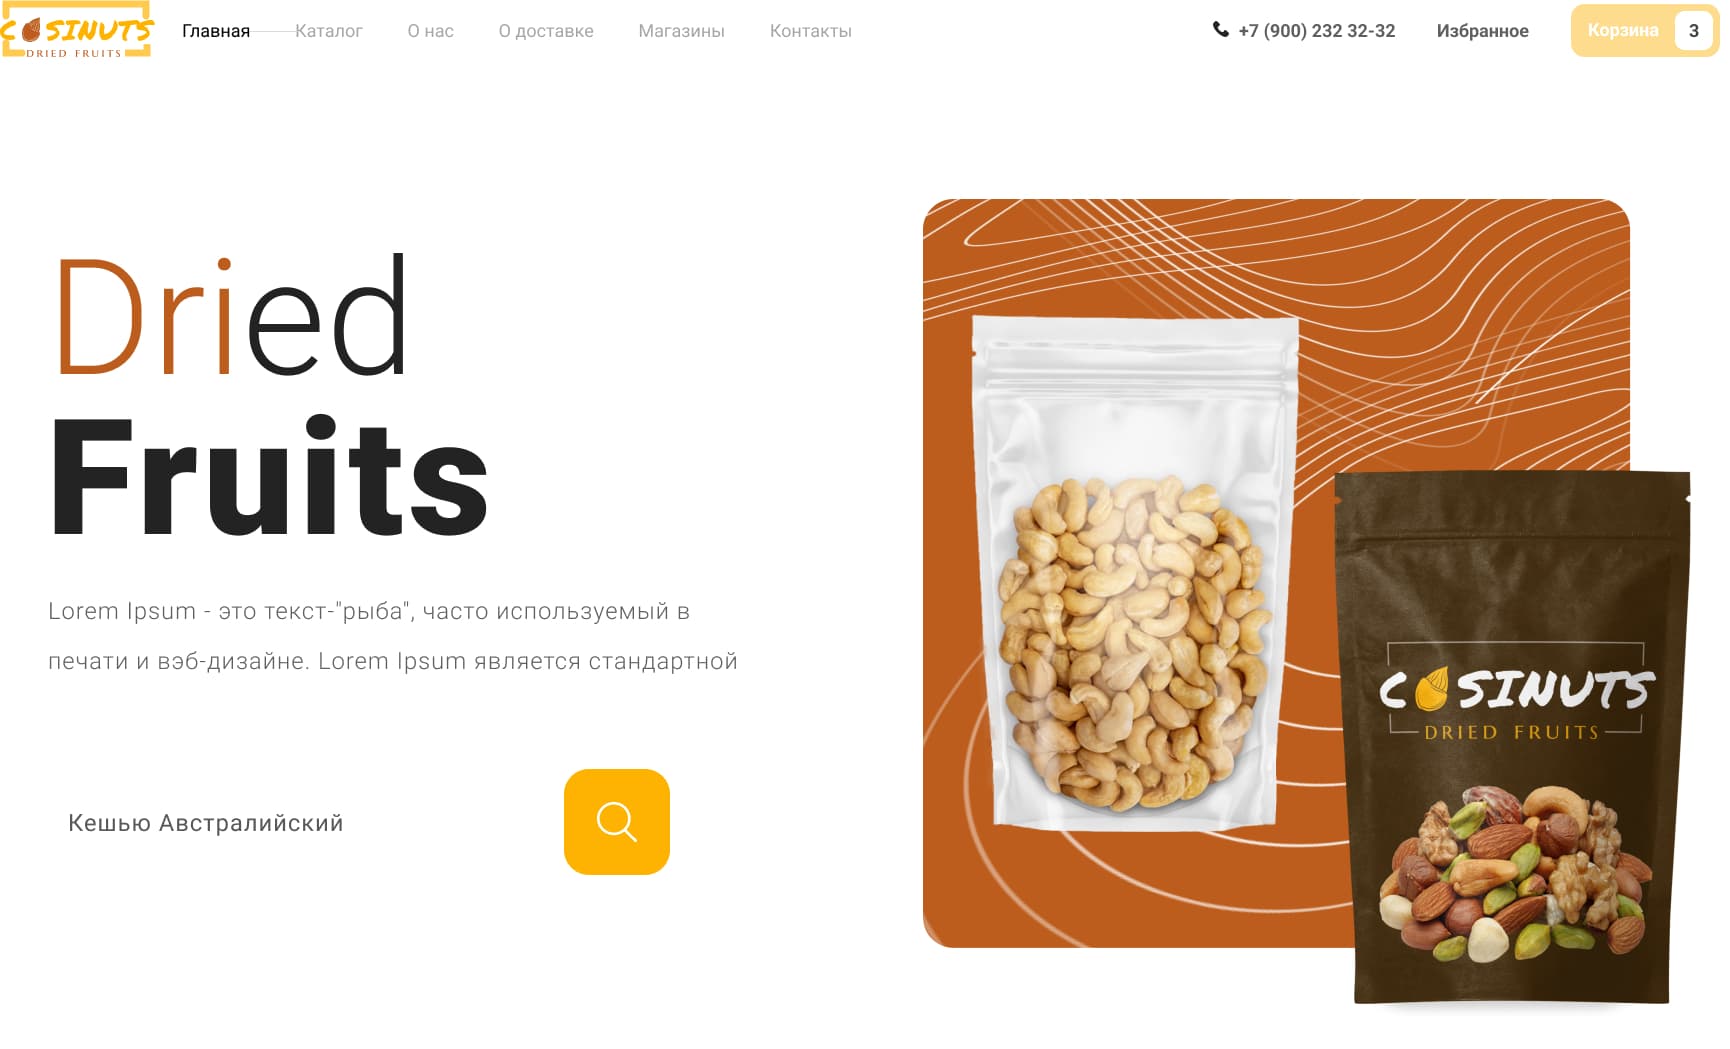 COSINUTS
DRIED FRUITS
Главная Каталог О нас О доставке Магазины Контакты
+7 (900) 232 32-32 Избранное Корзина 3
Dried
Fruits
Lorem Ipsum - это текст-"рыба", часто используемый в
печати и вэб-дизайне. Lorem Ipsum является стандартной
Кешью Австралийский
COSINUTS
DRIED FRUITS